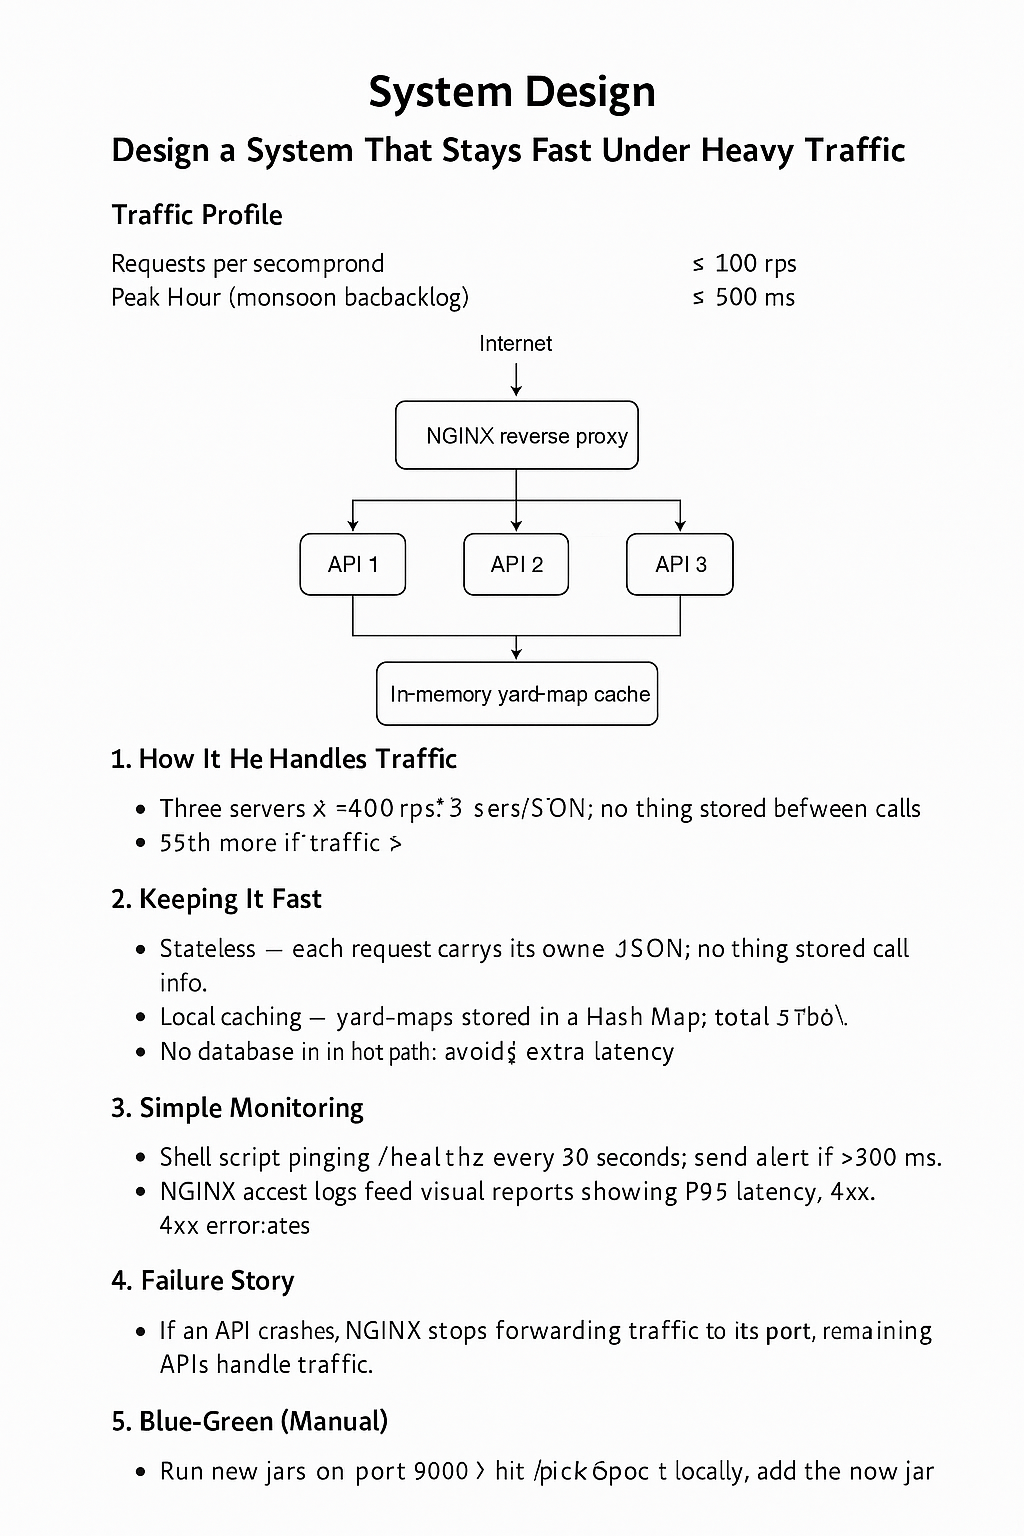 System Design
Design a System That Stays Fast Under Heavy Traffic
Traffic Profile
Requests per secomprond ≤ 100 rps
Peak Hour (monsoon bacbacklog) ≤ 500 ms
Internet
NGINX reverse proxy
API 1 API 2 API 3
In-memory yard-map cache
1. How It He Handles Traffic
• Three servers =400 rps 3 no thing stored befween calls
• 55th more if traffic >
2. Keeping It Fast
• Stateless — each request carrys its owne JSON; no thing stored call
info.
• Local caching — yard-maps stored in a Hash Map; total
• No database in in hot path: avoids extra latency
3. Simple Monitoring
• Shell script pinging /healthz every 30 seconds; send alert if >300 ms.
• NGINX accest logs feed visual reports showing P95 latency, 4xx.
4xx error:ates
4. Failure Story
• If an API crashes, NGINX stops forwarding traffic to its port, remaining
APIs handle traffic.
5. Blue-Green (Manual)
• Run new jars on port 9000 > hit locally, add the now jar